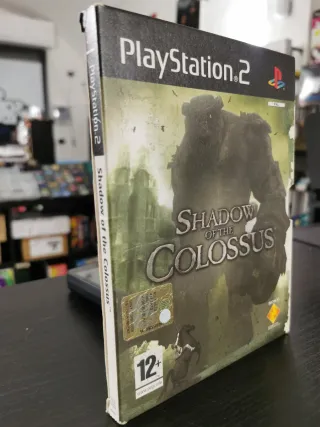 PlayStation.2
PlayStation 2
Shadow of the Colossus
SHADOW
OF THE
COLOSSUS
12+